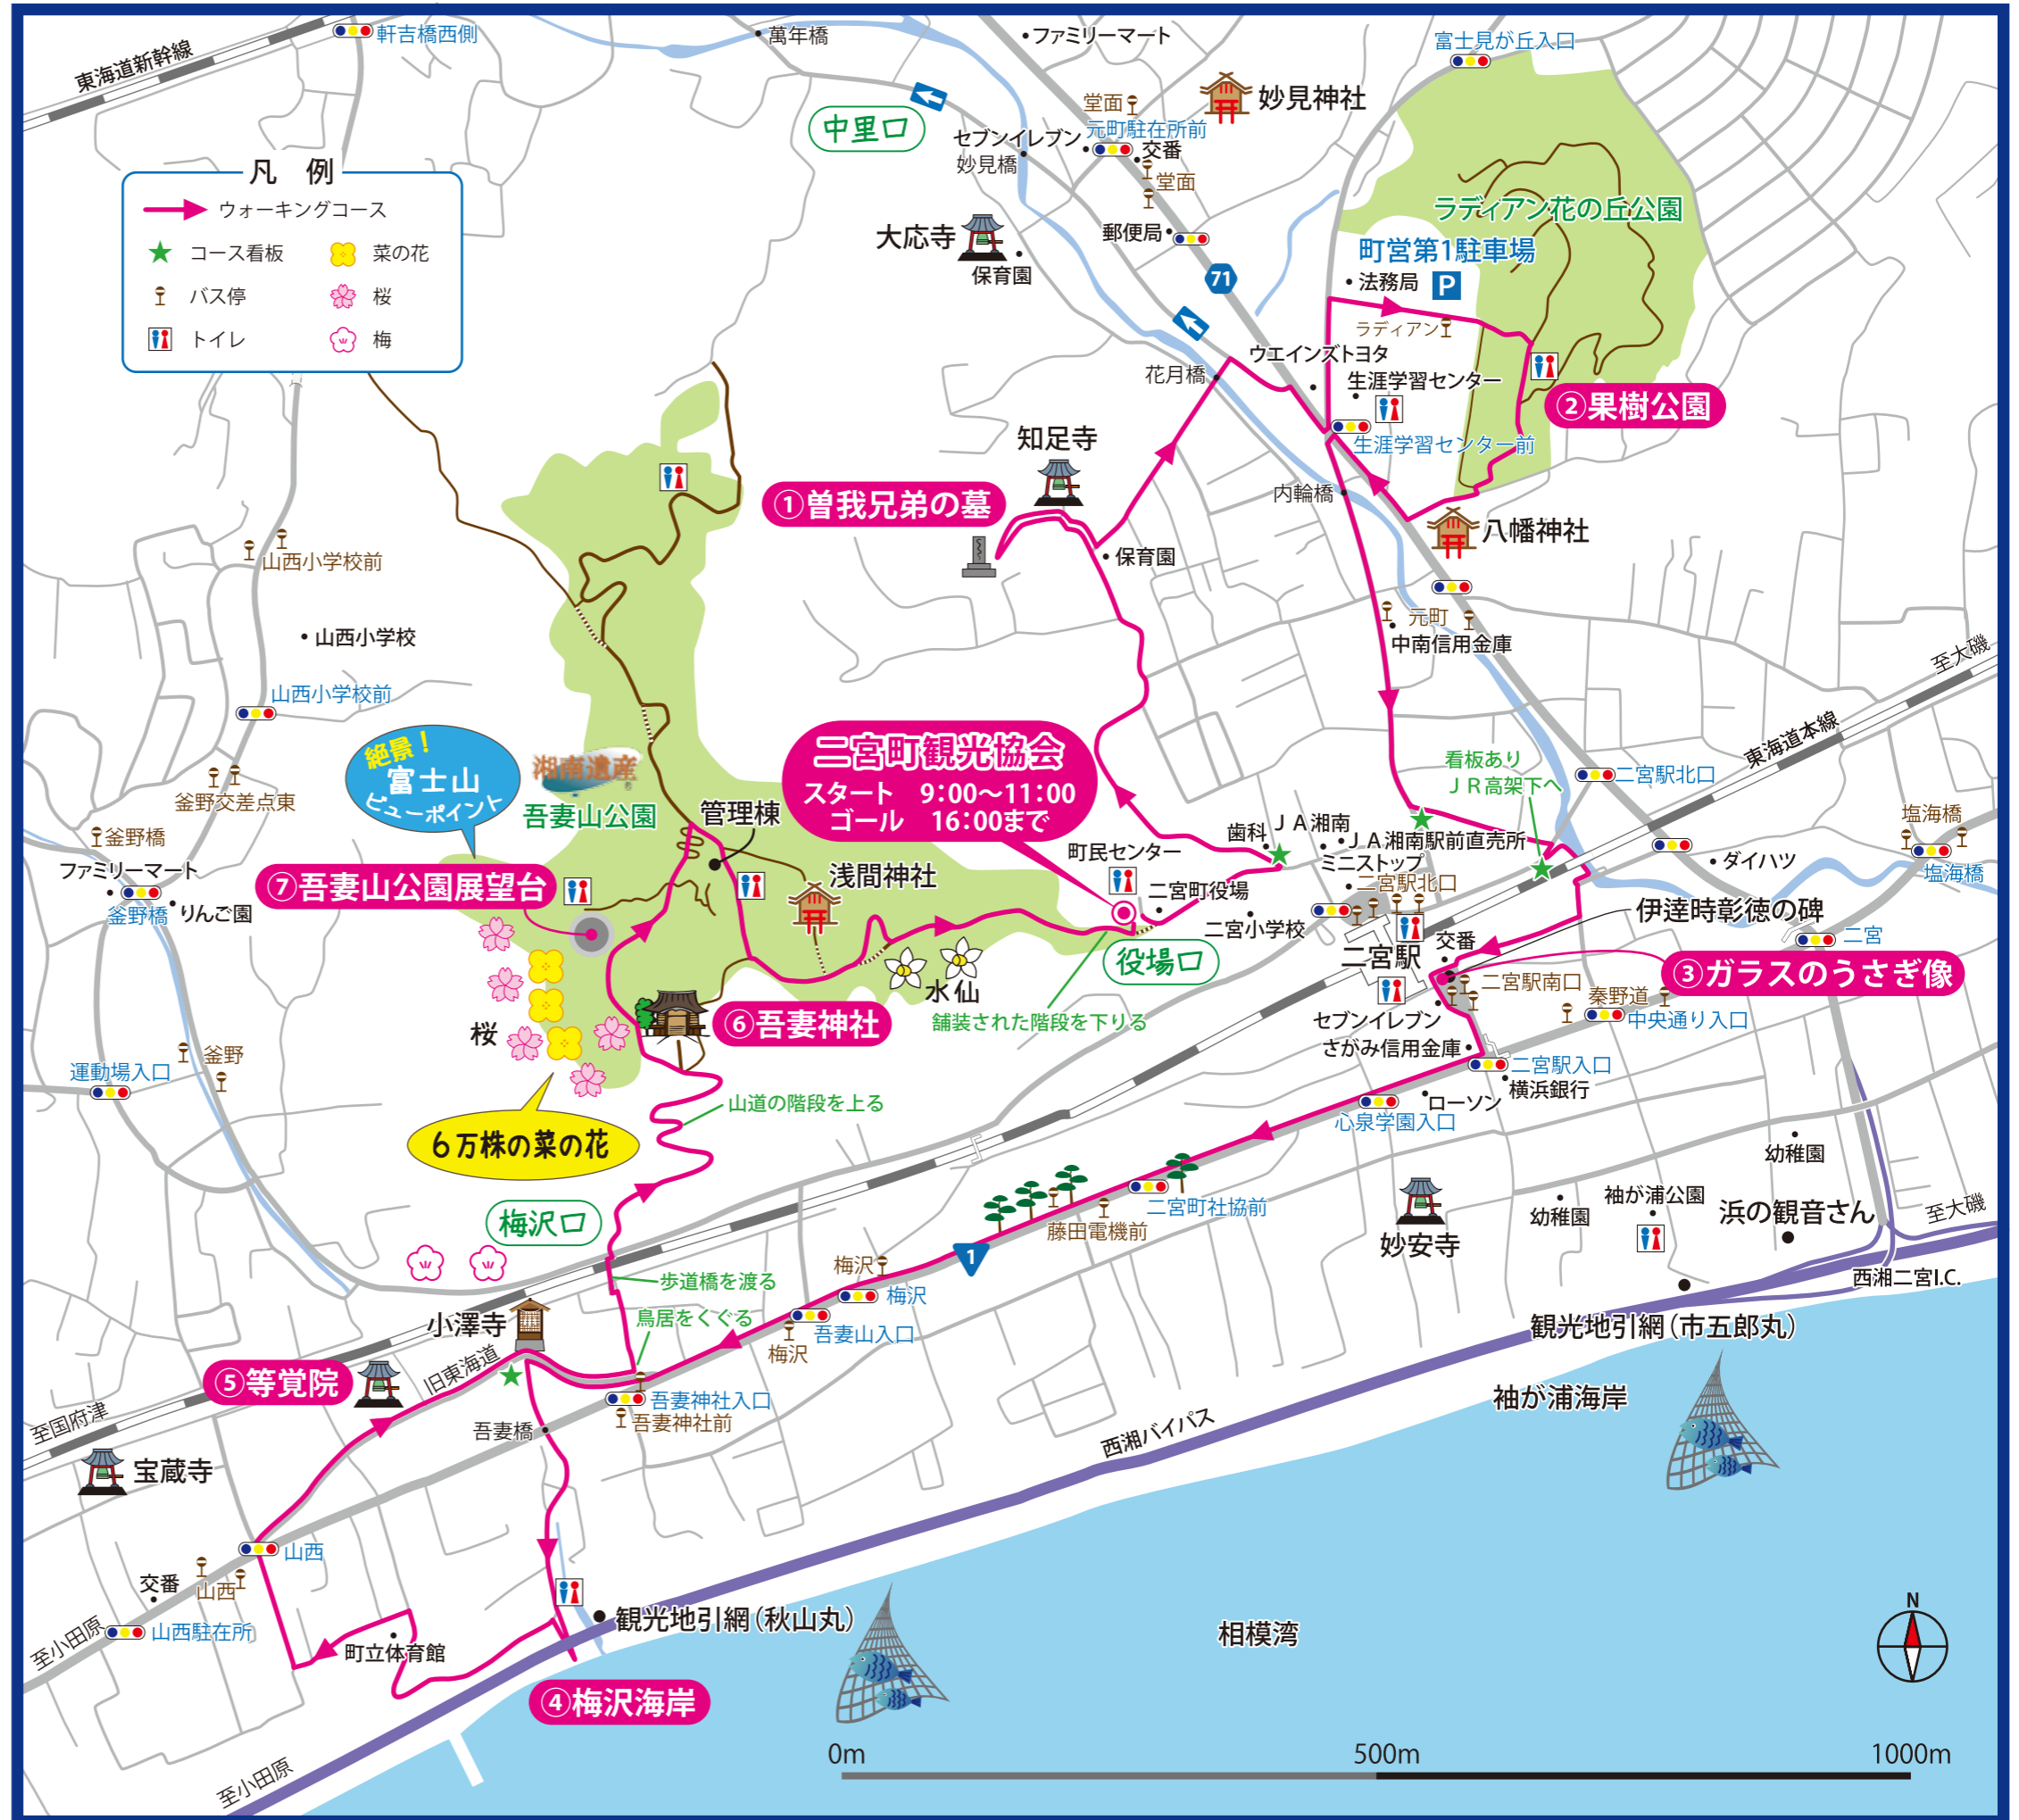 東海道新幹線
軒吉橋西側
萬年橋
ファミリーマート
富士見が丘入口
妙見神社
堂面
元町駐在所前
中里口
セブンイレブン
交番
妙見橋
堂面
凡 例
ウォーキングコース
コース看板
菜の花
バス停
桜
トイレ
梅
大応寺
保育園
郵便局
71
ラディアン花の丘公園
町営第1駐車場
法務局
P
ラディアン
ウエインズトヨタ
花月橋
生涯学習センター
②果樹公園
生涯学習センター前
知足寺
①曽我兄弟の墓
内輪橋
八幡神社
保育園
山西小学校前
元町
中南信用金庫
山西小学校
山西小学校前
至大磯
東海道本線
絶景!
富士山
ビューポイント
湘南遺産
吾妻山公園
管理棟
二宮町観光協会
スタート 9:00〜11:00
ゴール 16:00まで
看板あり
JR高架下へ
二宮駅北口
釜野交差点東
釜野橋
ファミリーマート
釜野橋
りんご園
⑦吾妻山公園展望台
浅間神社
町民センター
二宮町役場
歯科
JA湘南
JA湘南駅前直売所
ミニストップ
二宮駅北口
二宮小学校
ダイハツ
塩海橋
塩海橋
伊達時彰徳の碑
二宮
役場口
二宮駅
交番
③ガラスのうさぎ像
水仙
舗装された階段を下りる
⑥吾妻神社
桜
二宮駅南口
秦野道
中央通り入口
セブンイレブン
さがみ信用金庫
二宮駅入口
横浜銀行
ローソン
心泉学園入口
運動場入口
釜野
山道の階段を上る
6万株の菜の花
幼稚園
梅沢口
二宮町社協前
藤田電機前
妙安寺
幼稚園
袖が浦公園
浜の観音さん
至大磯
西湘二宮I.C.
1
歩道橋を渡る
鳥居をくぐる
梅沢
梅沢
吾妻山入口
梅沢
小澤寺
旧東海道
⑤等覚院
吾妻神社入口
吾妻神社前
吾妻橋
至国府津
宝蔵寺
観光地引網(市五郎丸)
袖が浦海岸
西湘バイパス
山西
交番
山西
山西駐在所
至小田原
町立体育館
観光地引網(秋山丸)
相模湾
④梅沢海岸
至小田原
N
0m
500m
1000m